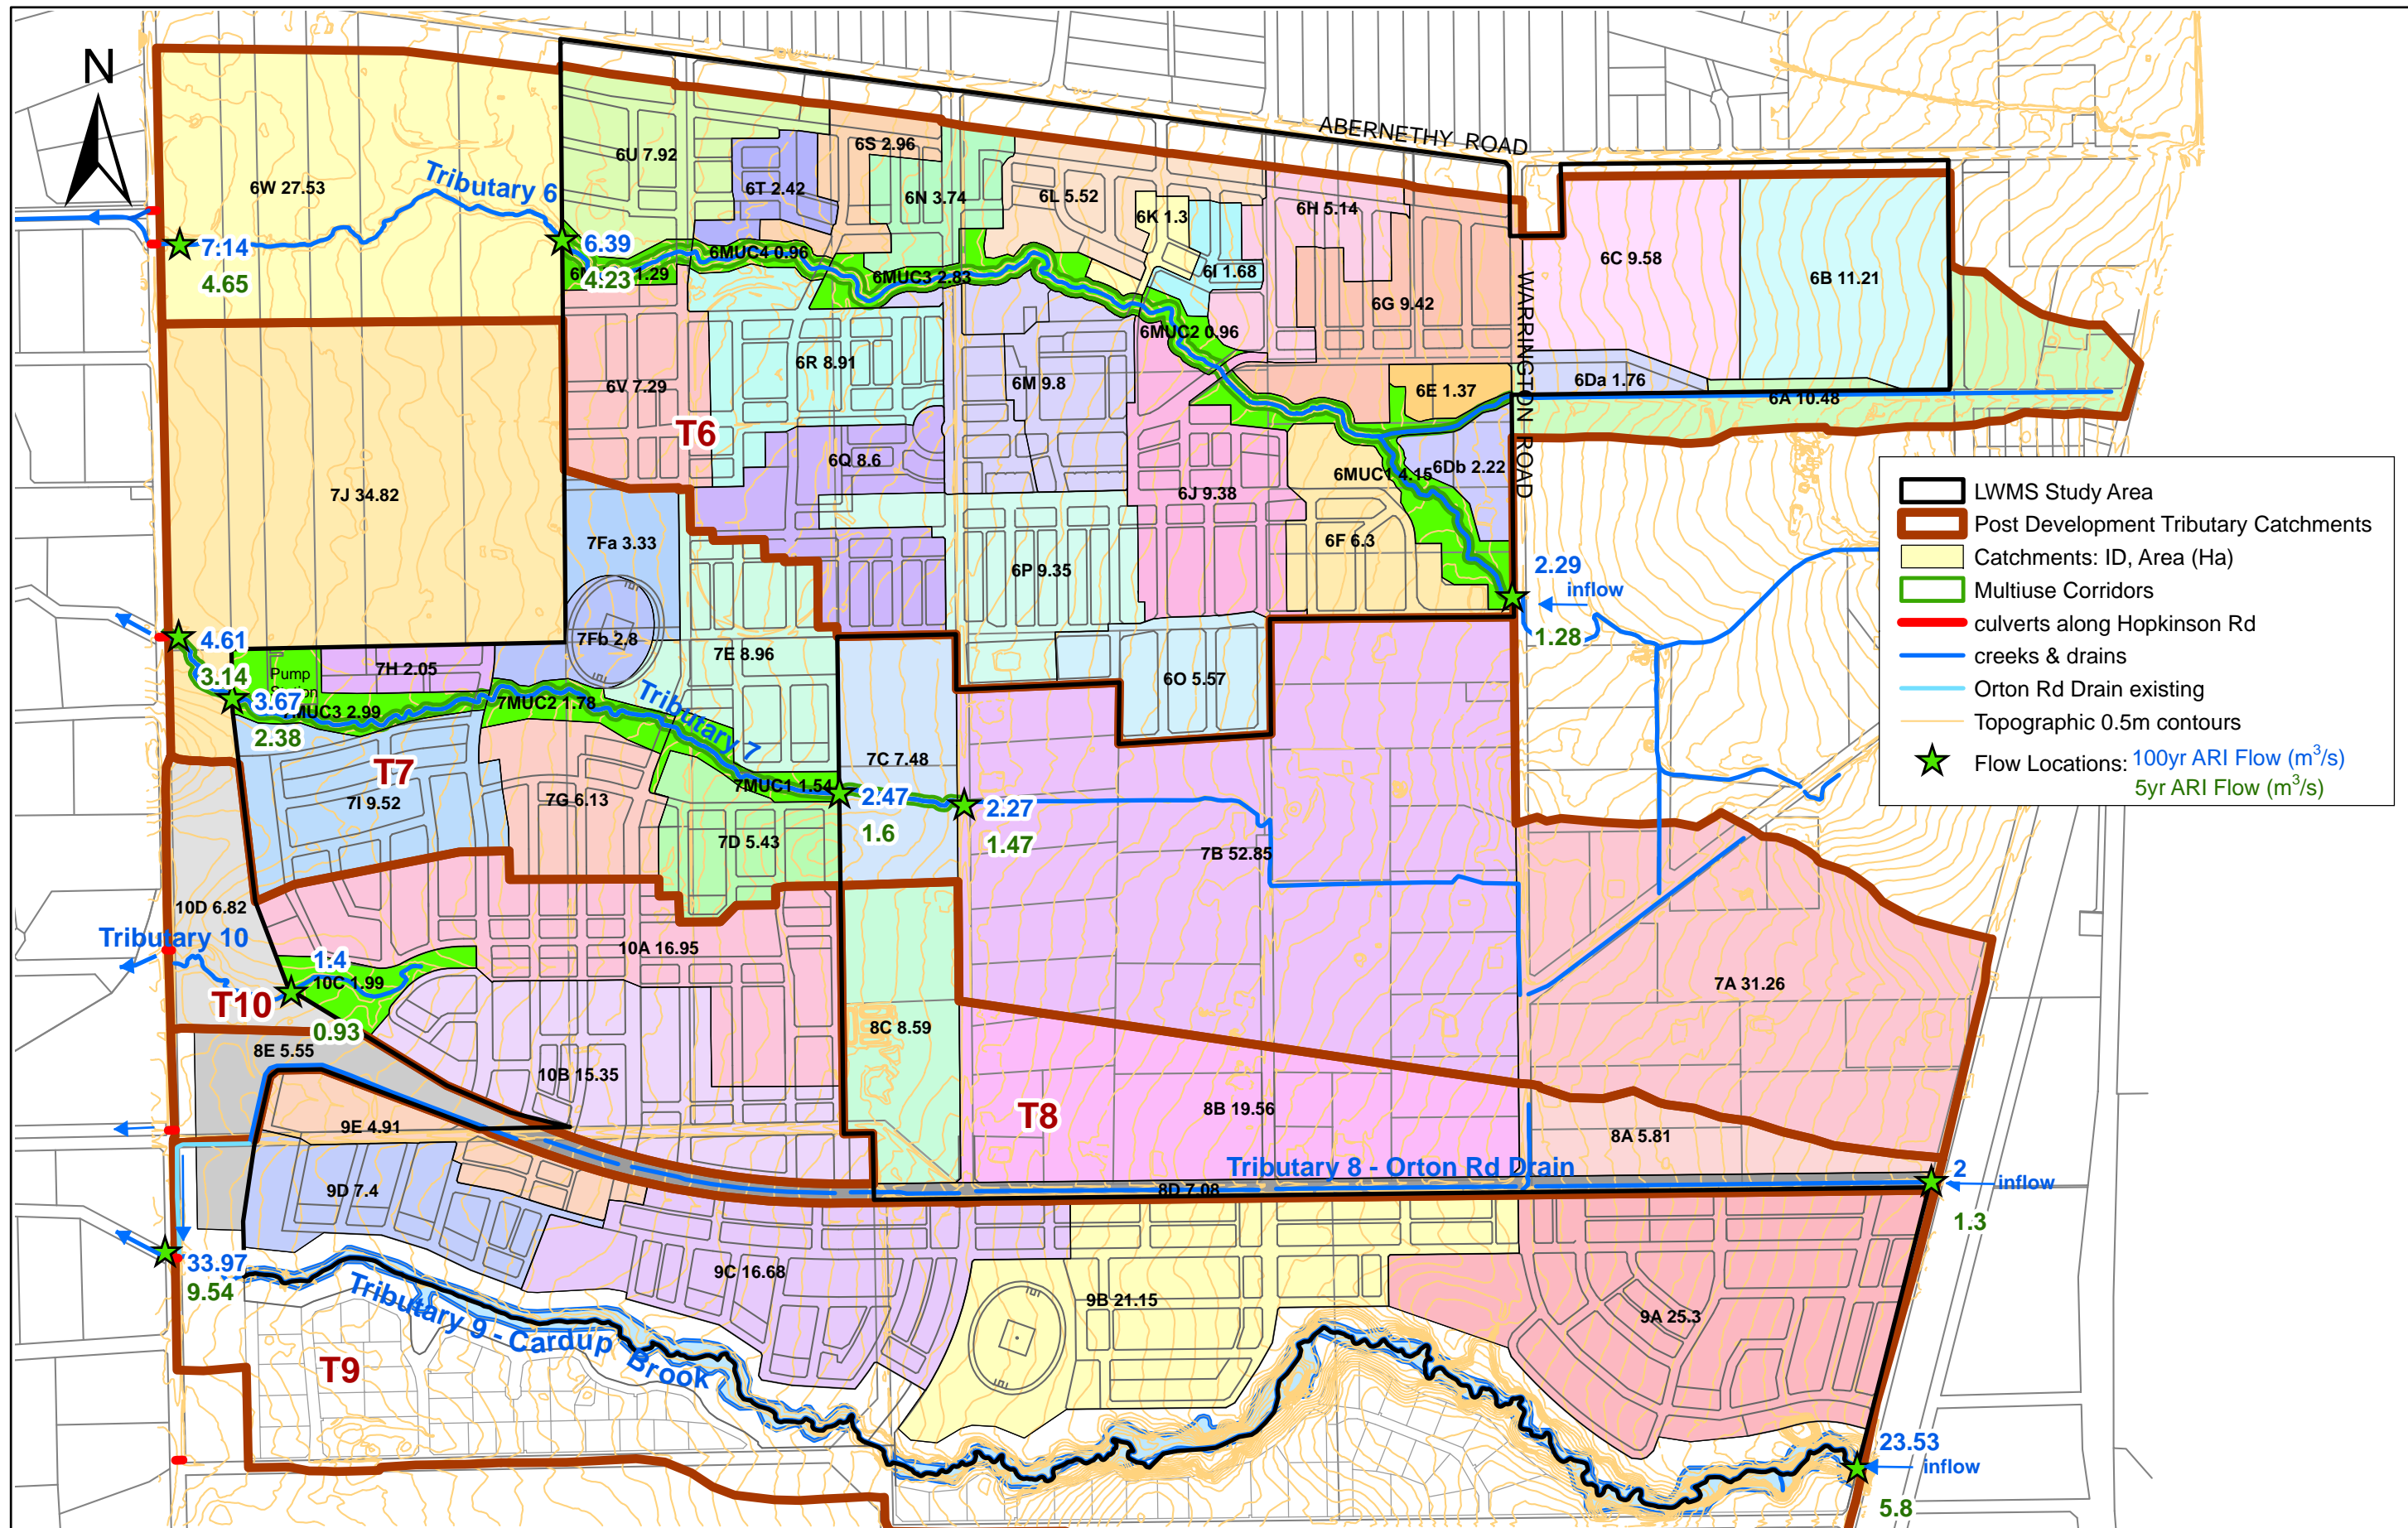 N
ABERNETHY ROAD
6S 2.96
6U 7.92
6T 2.42
6W 27.53
Tributary 6
6N 3.74
6L 5.52
6K 1.3
6H 5.14
7.14
4.65
6.39
4.23
1.29
6MUC4 0.96
6MUC3 2.83
6I 1.68
6C 9.58
6B 11.21
6G 9.42
6MUC2 0.96
WARRINGTON ROAD
6R 8.91
6V 7.29
6M 9.8
6E 1.37
6Da 1.76
6A 10.48
T6
6Q 8.6
7J 34.82
6J 9.38
6MUC1 4.15
6Db 2.22
7Fa 3.33
6F 6.3
6P 9.35
2.29
inflow
1.28
LWMS Study Area
Post Development Tributary Catchments
Catchments: ID, Area (Ha)
Multiuse Corridors
culverts along Hopkinson Rd
creeks & drains
Orton Rd Drain existing
Topographic 0.5m contours
Flow Locations: 100yr ARI Flow (m³/s)
5yr ARI Flow (m³/s)
4.61
3.14
Pump
Station
7H 2.05
7Fb 2.8
7E 8.96
6O 5.57
3.67
2.38
7MUC3 2.99
7MUC2 1.78
Tributary 7
7C 7.48
T7
7I 9.52
7G 6.13
7MUC1 1.54
2.47
1.6
2.27
1.47
7D 5.43
7B 52.85
10D 6.82
Tributary 10
10A 16.95
1.4
10C 1.99
0.93
T10
7A 31.26
8C 8.59
8E 5.55
10B 15.35
T8
8B 19.56
9E 4.91
8A 5.81
Tributary 8 - Orton Rd Drain
2
inflow
1.3
8D 7.08
9D 7.4
33.97
9.54
9C 16.68
9B 21.15
9A 25.3
Tributary 9 - Cardup Brook
T9
23.53
inflow
5.8